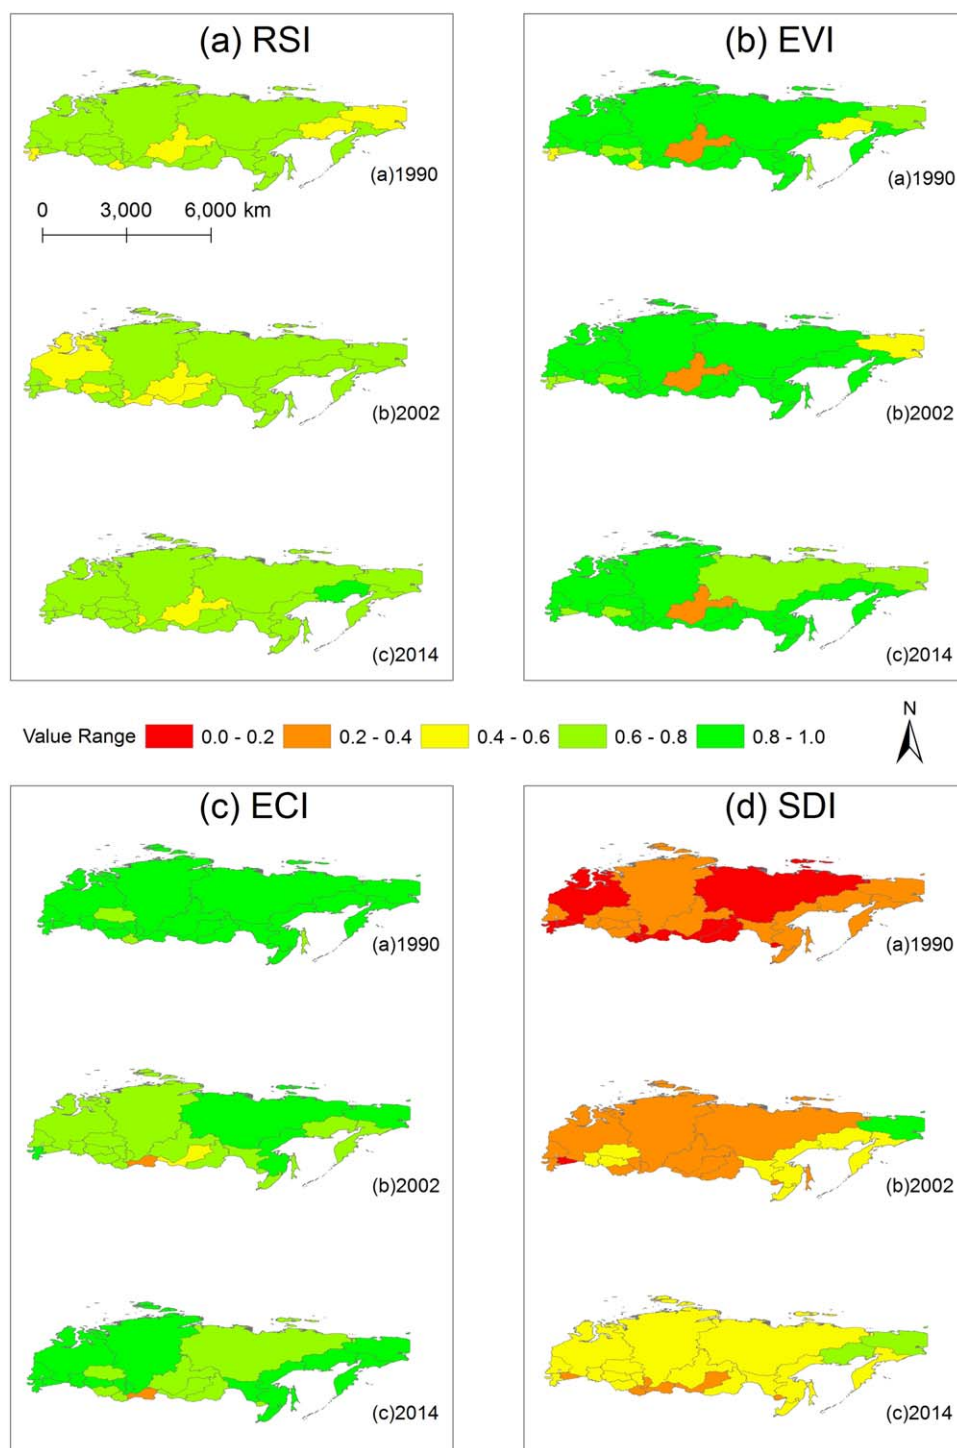 (a) RSI
(a)1990
0 3,000 6,000 km
(b)2002
(c)2014
(b) EVI
(a)1990
(b)2002
(c)2014
Value Range 0.0 - 0.2 0.2 - 0.4 0.4 - 0.6 0.6 - 0.8 0.8 - 1.0
N
(c) ECI
(a)1990
(b)2002
(c)2014
(d) SDI
(a)1990
(b)2002
(c)2014